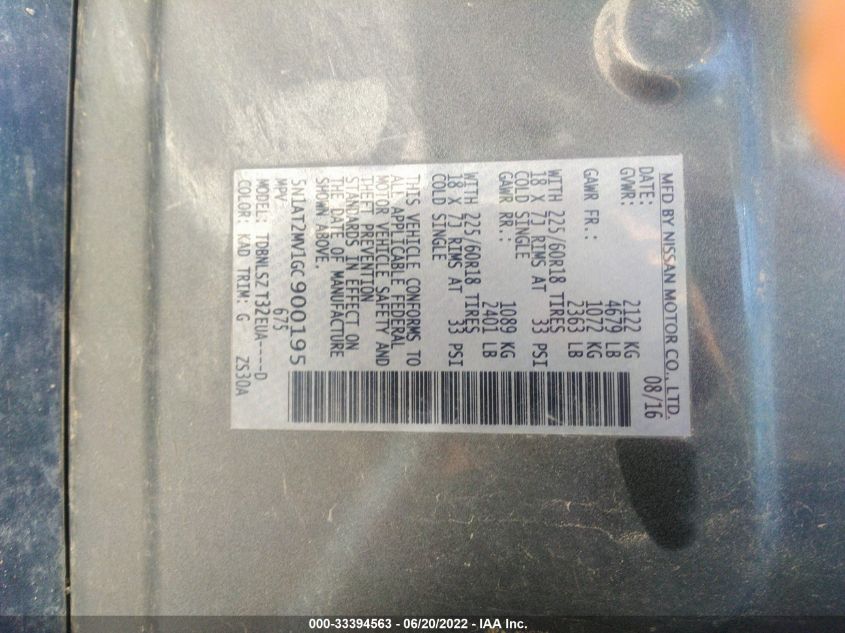 MFD BY NISSAN MOTOR CO., LTD.
DATE: 08/16
GVWR: 2122 KG
4679 LB
GAWR FR.: 1072 KG
2363 LB
WITH 225/60R18 TIRES
18 X 7J RIMS AT 33 PSI
COLD SINGLE
GAWR RR.: 1089 KG
2401 LB
WITH 225/60R18 TIRES
18 X 7J RIMS AT 33 PSI
COLD SINGLE
THIS VEHICLE CONFORMS TO
ALL APPLICABLE FEDERAL
MOTOR VEHICLE SAFETY AND
THEFT PREVENTION
STANDARDS IN EFFECT ON
THE DATE OF MANUFACTURE
SHOWN ABOVE.
5N1AT2MV1GC900195
MPV: 675
MODEL: TDBNLSZ T32EUA----D
COLOR: KAD TRIM: G ZS30A
000-33394563 - 06/20/2022 - IAA Inc.